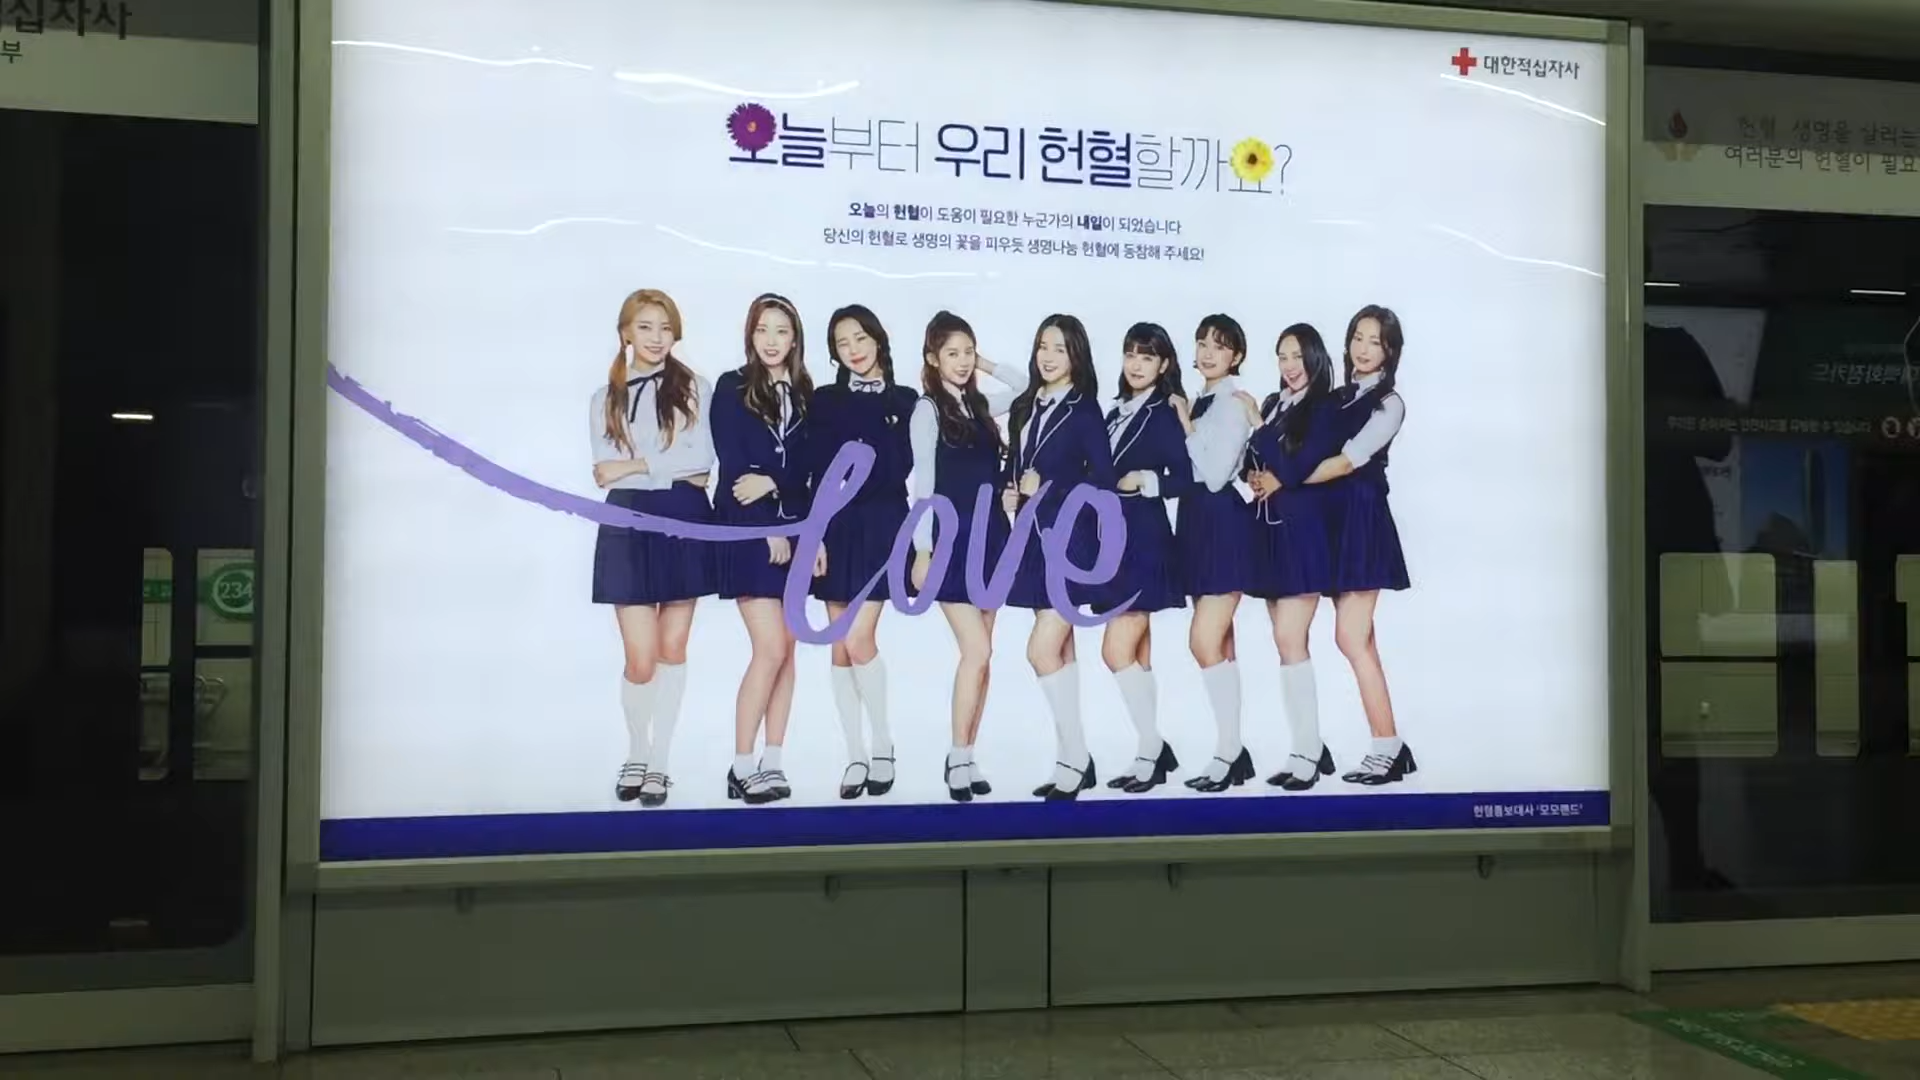 십자사
부
대한적십자사
오늘부터 우리 헌혈할까요?
오늘의 헌혈이 도움이 필요한 누군가의 내일이 되었습니다
당신의 헌혈로 생명의 꽃을 피우듯 생명나눔 헌혈에 동참해 주세요!
love
헌혈홍보대사 '모모랜드'
헌혈 생명을 살리는
여러분의 헌혈이 필요
234